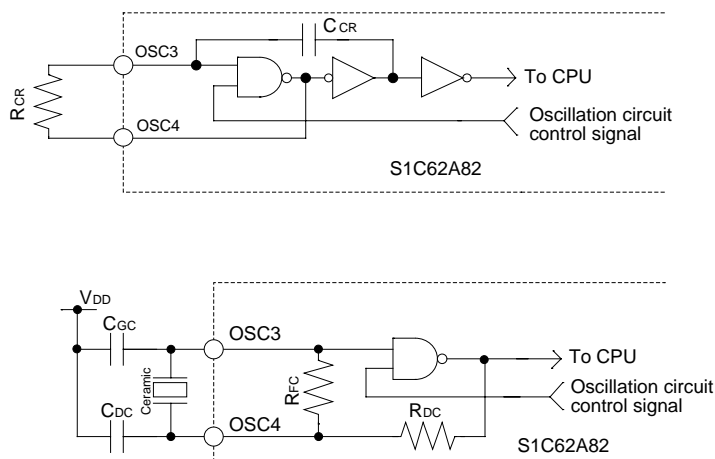 CCR
OSC3
To CPU
RCR
OSC4
Oscillation circuit
control signal
S1C62A82
VDD
CGC
OSC3
To CPU
Ceramic
RFC
Oscillation circuit
control signal
CDC
OSC4
RDC
S1C62A82